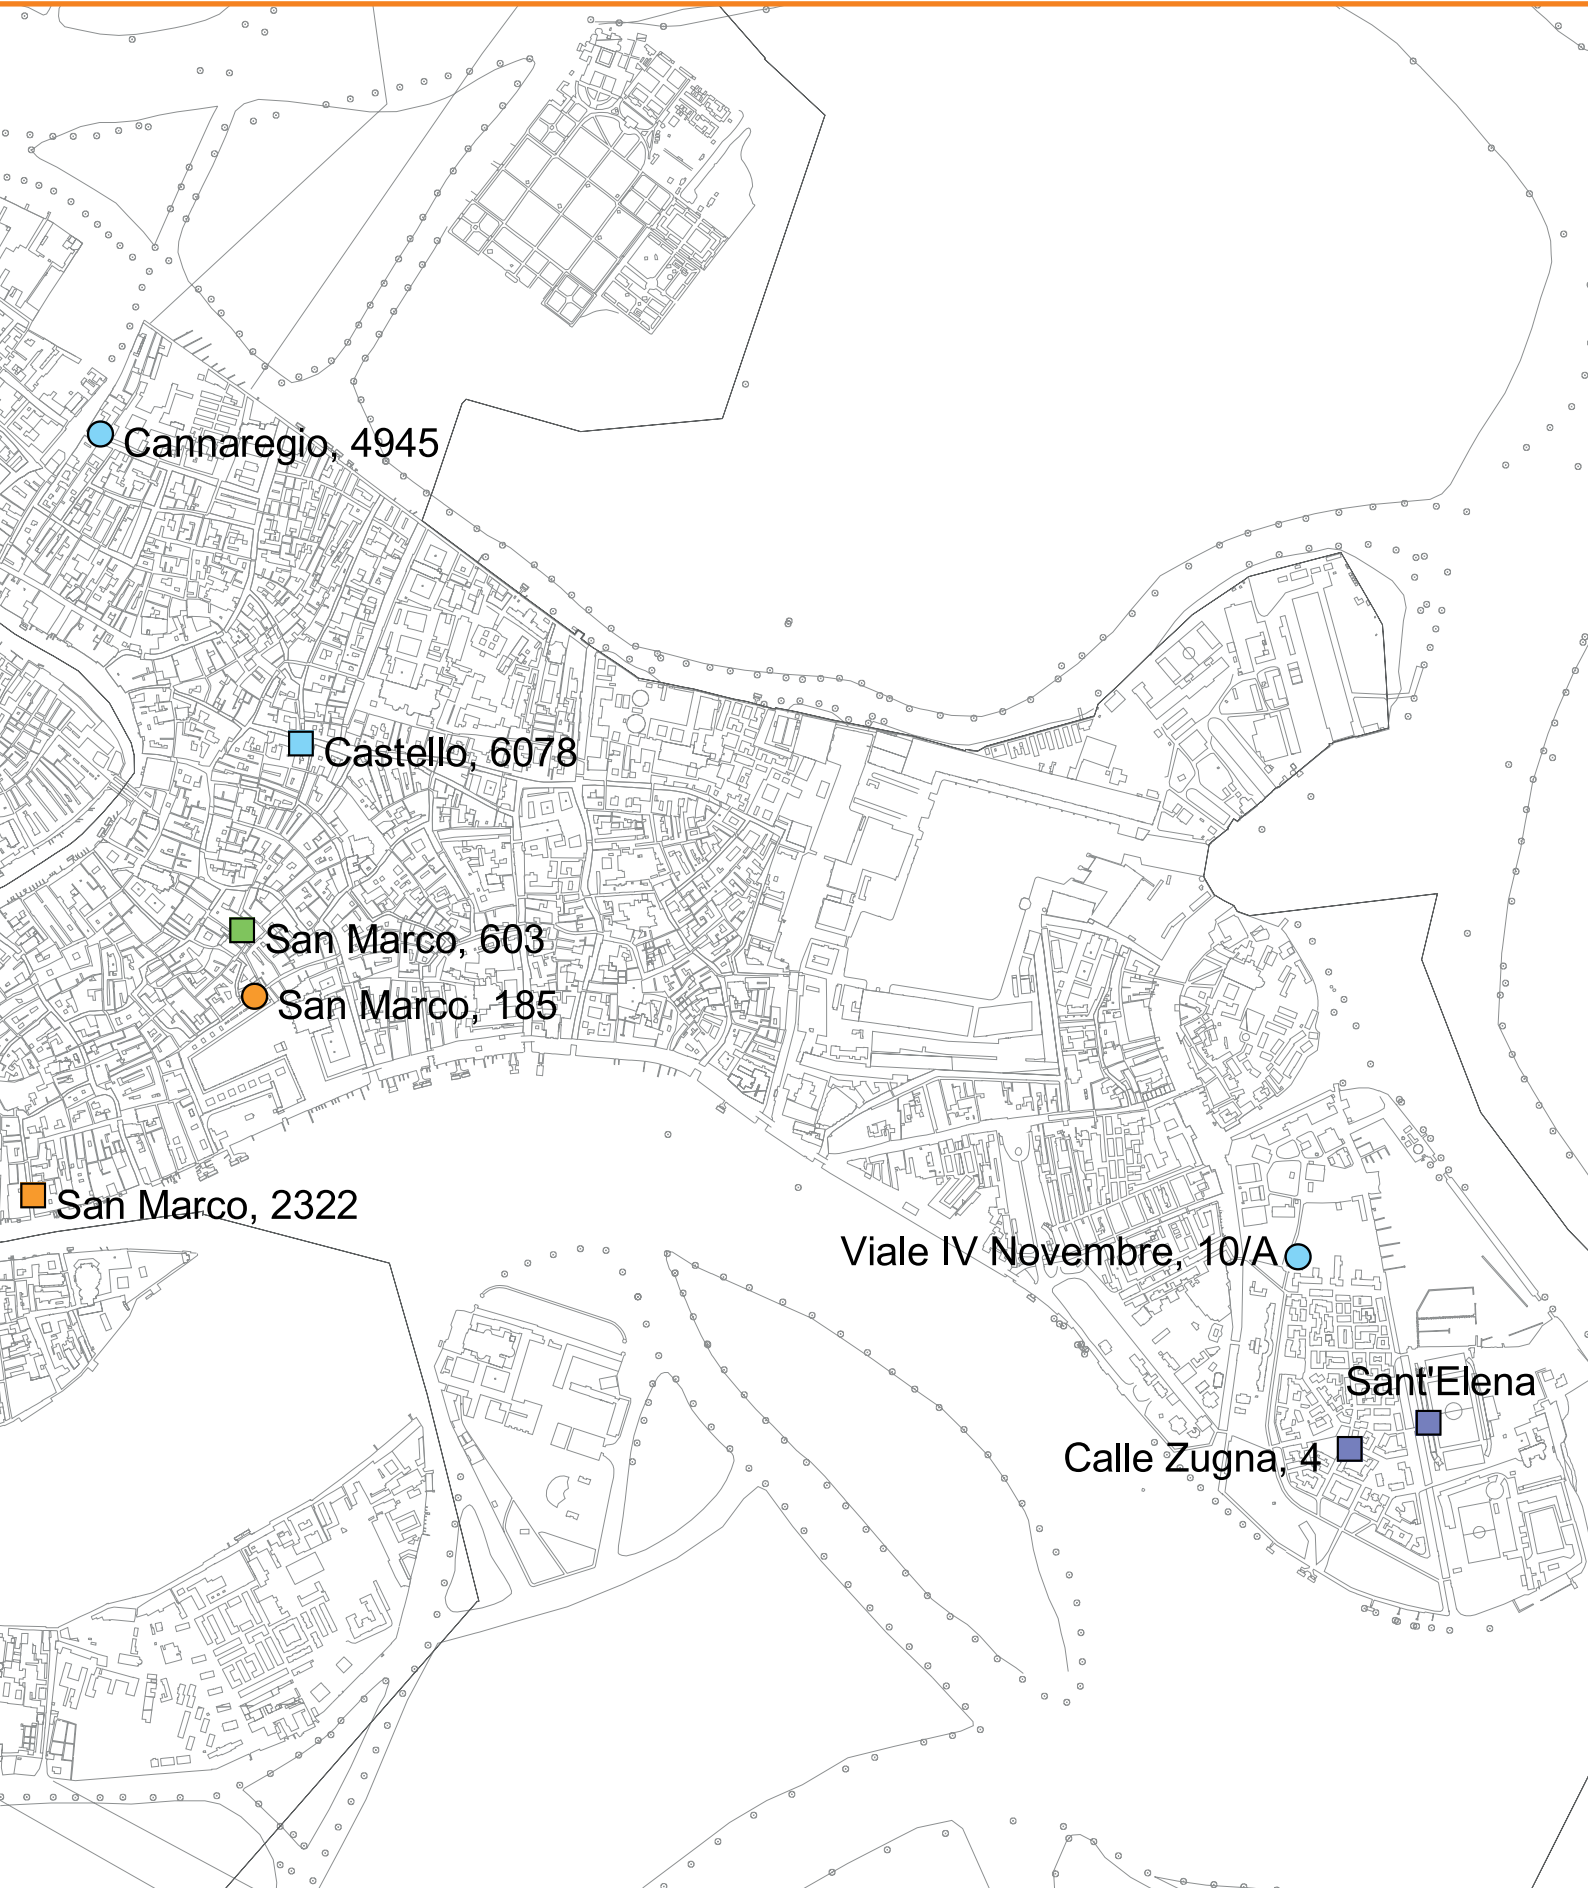 Cannaregio, 4945
Castello, 6078
San Marco, 603
San Marco, 185
San Marco, 2322
Viale IV Novembre, 10/A
Sant'Elena
Calle Zugna, 4